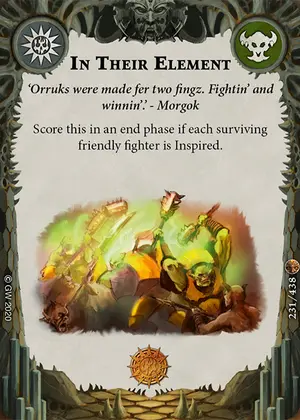 In Their Element
'Orruks were made fer two fingz. Fightin' and
winnin'.' - Morgok
Score this in an end phase if each surviving
friendly fighter is Inspired.
© GW 2020
231/438